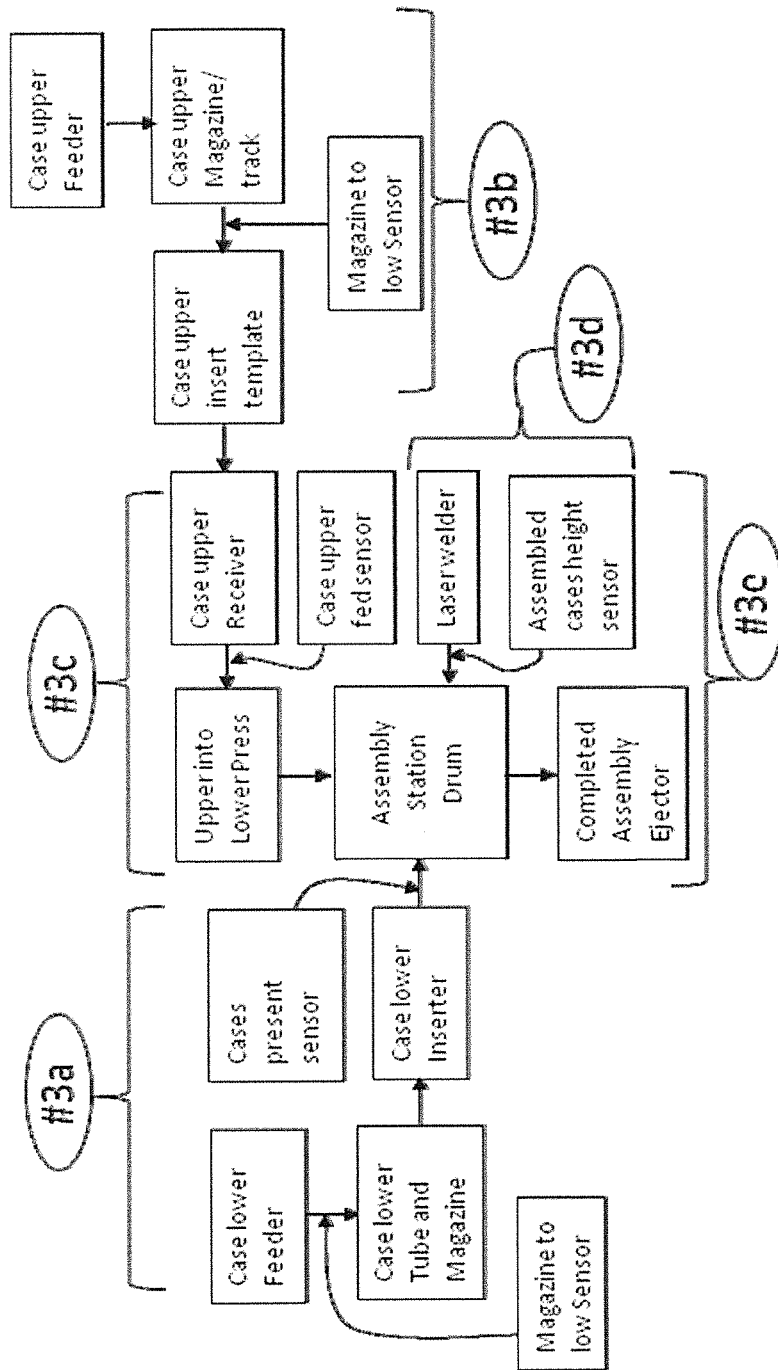 #3a
Case lower
Feeder
Case lower
Tube and
Magazine
Magazine to
low Sensor
Cases
present
sensor
Case lower
Inserter
#3c
Upper into
Lower Press
Case upper
Receiver
Case upper
fed sensor
Assembly
Station
Drum
Laser welder
Assembled
cases height
sensor
Completed
Assembly
Ejector
#3e
#3d
Case upper
insert
template
Case upper
Magazine/
track
Case upper
Feeder
Magazine to
low Sensor
#3b